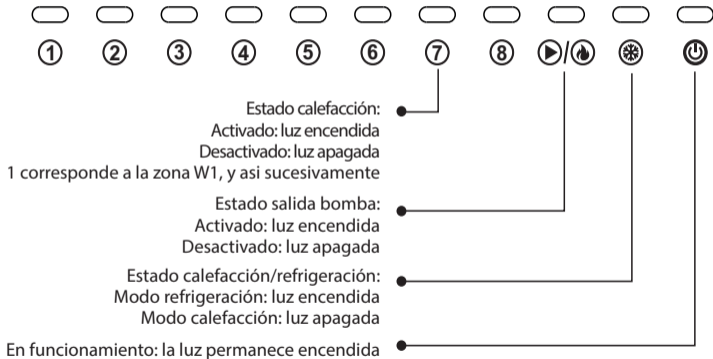 1 2 3 4 5 6 7 8 /
Estado calefacción:
Activado: luz encendida
Desactivado: luz apagada
1 corresponde a la zona W1, y asi sucesivamente
Estado salida bomba:
Activado: luz encendida
Desactivado: luz apagada
Estado calefacción/refrigeración:
Modo refrigeración: luz encendida
Modo calefacción: luz apagada
En funcionamiento: la luz permanece encendida